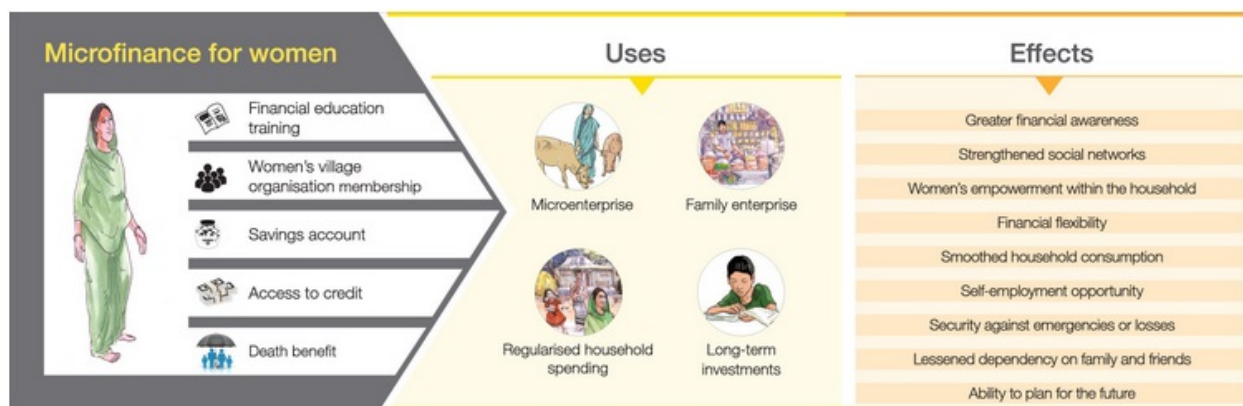 Microfinance for women
Financial education
training
Women's village
organisation membership
Savings account
Access to credit
Death benefit
Uses
Microenterprise
Family enterprise
Regularised household
spending
Long-term
investments
Effects
Greater financial awareness
Strengthened social networks
Women's empowerment within the household
Financial flexibility
Smoothed household consumption
Self-employment opportunity
Security against emergencies or losses
Lessened dependency on family and friends
Ability to plan for the future